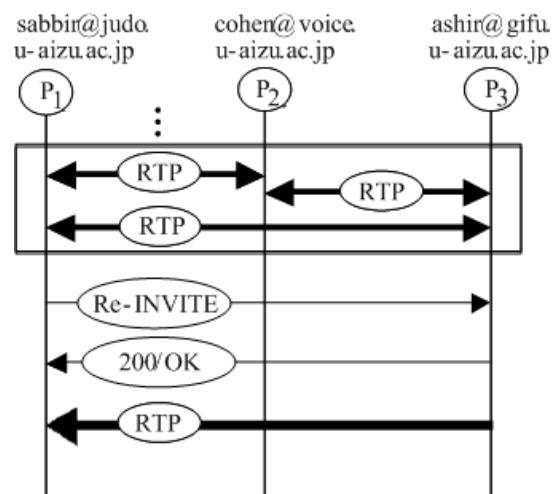 sabbir@judo. cohen@voice. ashir@gifu.
u-aizu.ac.jp u-aizu.ac.jp u-aizu.ac.jp
P1 P2 P3
RTP
RTP
RTP
Re-INVITE
200/OK
RTP